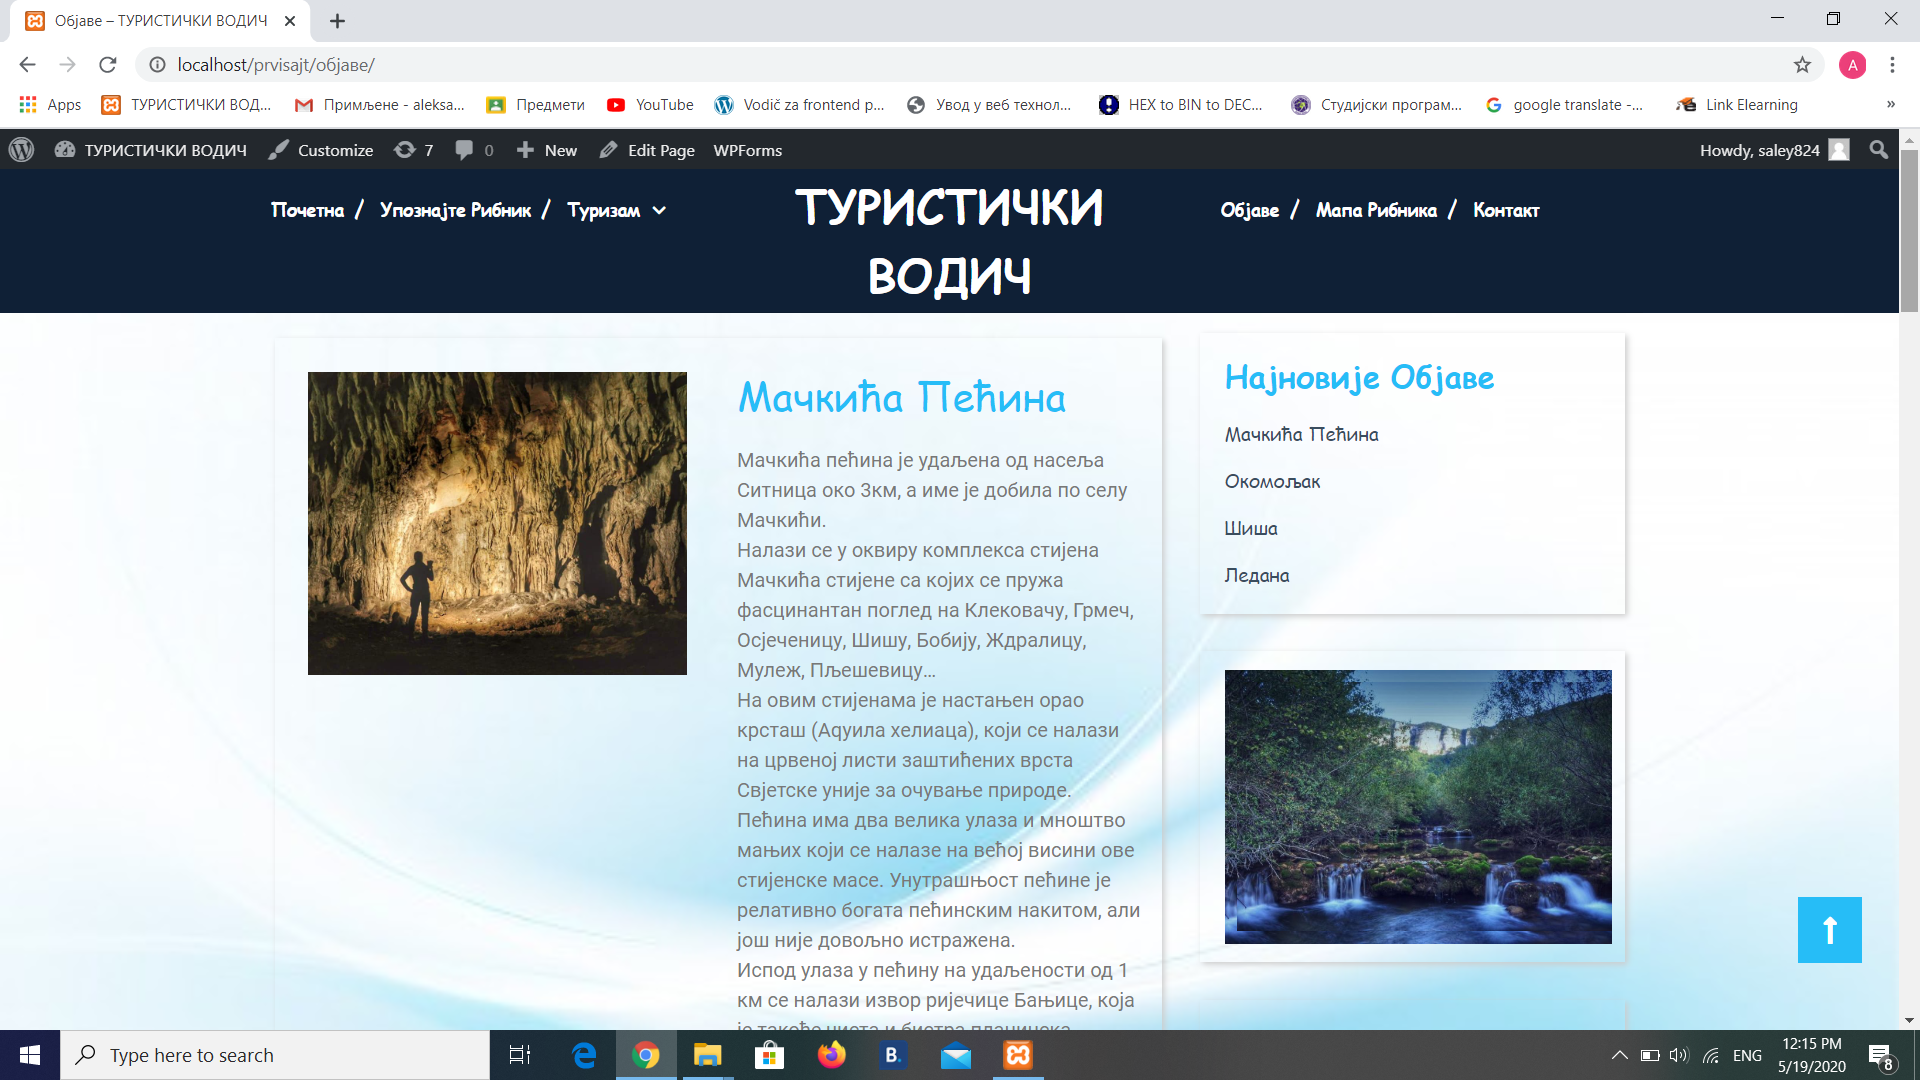 Објаве – ТУРИСТИЧКИ ВОДИЧ
localhost/prvisajt/објаве/
A
Apps
ТУРИСТИЧКИ ВОД...
Примљене - aleksa...
Предмети
YouTube
Vodič za frontend p...
Увод у веб технол...
HEX to BIN to DEC...
Студијски програм...
google translate -...
Link Elearning
»
ТУРИСТИЧКИ ВОДИЧ
Customize
7
0
New
Edit Page
WPForms
Howdy, saley824
Почетна /
Упознајте Рибник /
Туризам
ТУРИСТИЧКИ
ВОДИЧ
Објаве /
Мапа Рибника /
Контакт
Мачкића Пећина
Мачкића пећина је удаљена од насеља
Ситница око 3км, а име је добила по селу
Мачкићи.
Налази се у оквиру комплекса стијена
Мачкића стијене са којих се пружа
фасцинантан поглед на Клековачу, Грмеч,
Осјеченицу, Шишу, Бобију, Ждралицу,
Мулеж, Пљешевицу...
На овим стијенама је настањен орао
крсташ (Аqуила хелиаца), који се налази
на црвеној листи заштићених врста
Свјетске уније за очување природе.
Пећина има два велика улаза и мноштво
мањих који се налазе на већој висини ове
стијенске масе. Унутрашњост пећине је
релативно богата пећинским накитом, али
још није довољно истражена.
Испод улаза у пећину на удаљености од 1
км се налази извор ријечице Бањице, која
је такође чиста и бистра планинска
Најновије Објаве
Мачкића Пећина
Окомољак
Шиша
Ледана
Type here to search
B.
ENG
12:15 PM
5/19/2020
8